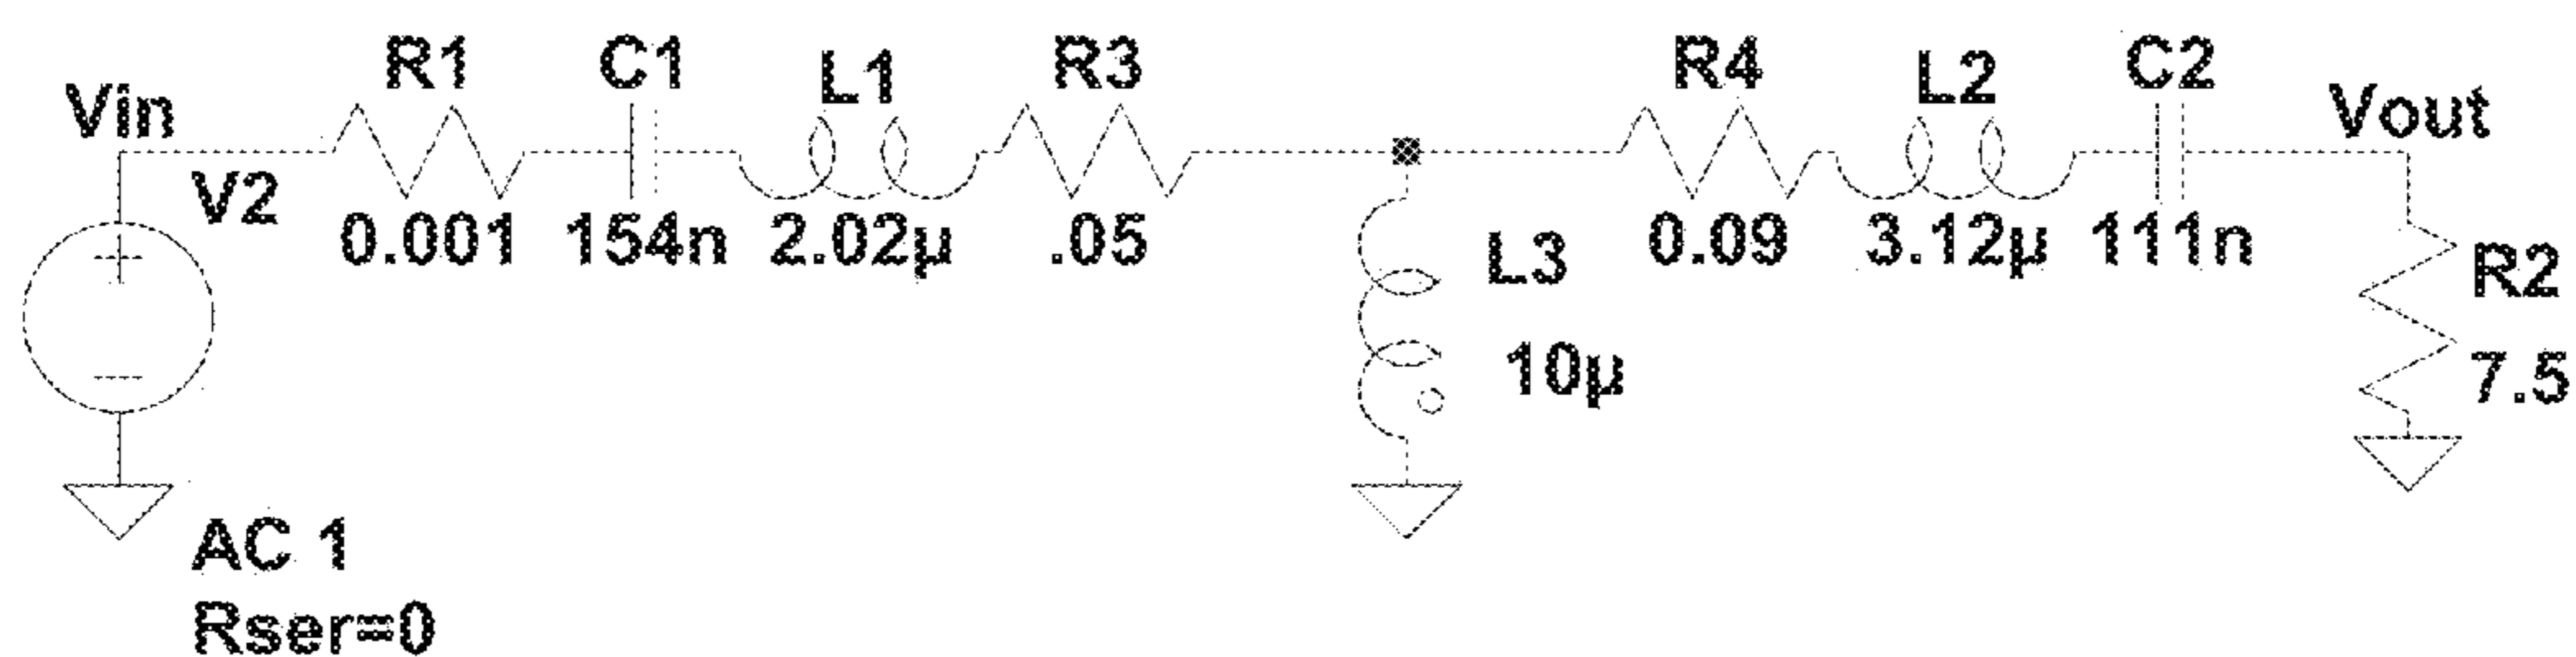 Vin
V2
AC 1
Rser=0
R1
0.001
C1
154n
L1
2.02µ
R3
.05
L3
10µ
R4
0.09
L2
3.12µ
C2
111n
Vout
R2
7.5